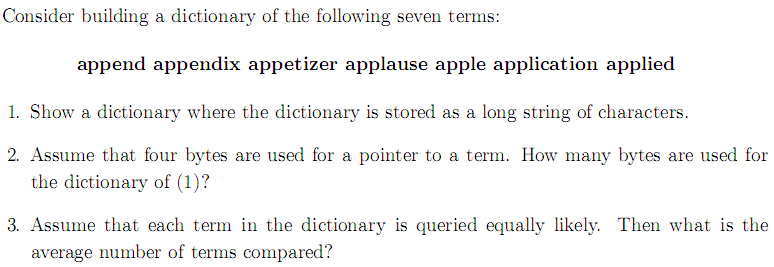 Consider building a dictionary of the following seven terms:
append appendix appetizer applause apple application applied
1. Show a dictionary where the dictionary is stored as a long string of characters.
2. Assume that four bytes are used for a pointer to a term. How many bytes are used for
the dictionary of (1)?
3. Assume that each term in the dictionary is queried equally likely. Then what is the
average number of terms compared?